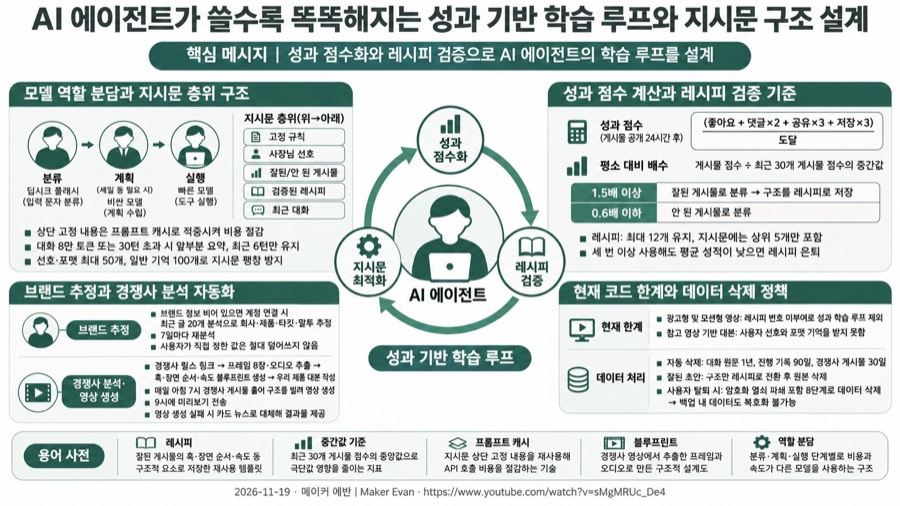 AI 에이전트가 쓸수록 똑똑해지는 성과 기반 학습 루프와 지시문 구조 설계
핵심 메시지 | 성과 점수화와 레시피 검증으로 AI 에이전트의 학습 루프를 설계
모델 역할 분담과 지시문 층위 구조
분류
딥시크 플래시
(입력 문자 분류)
계획
(세일 동 필요 시)
비싼 모델
(계획 수립)
실행
빠른 모델
(도구 실행)
지시문 층위(위→아래)
고정 규칙
사장님 선호
잘된/안 된 게시물
검증된 레시피
최근 대화
■ 상단 고정 내용은 프롬프트 캐시로 적중시켜 비용 절감
■ 대화 8만 토큰 또는 30턴 초과 시 앞부분 요약, 최근 6턴만 유지
■ 선호·포맷 최대 50개, 일반 기억 100개로 지시문 팽창 방지
성과
점수화
레시피
검증
지시문
최적화
AI 에이전트
성과 기반 학습 루프
성과 점수 계산과 레시피 검증 기준
성과 점수
(게시물 공개 24시간 후)
(좋아요 + 댓글×2 + 공유×3 + 저장×3)
도달
평소 대비 배수
게시물 점수 ÷ 최근 30개 게시물 점수의 중간값
1.5배 이상
잘된 게시물로 분류 → 구조를 레시피로 저장
0.6배 이하
안 된 게시물로 분류
■ 레시피: 최대 12개 유지, 지시문에는 상위 5개만 포함
■ 세 번 이상 사용해도 평균 성적이 낮으면 레시피 은퇴
브랜드 추정과 경쟁사 분석 자동화
브랜드 추정
■ 브랜드 정보 비어 있으면 계정 연결 시
최근 글 20개 분석으로 회사·제품·타깃·말투 추정
■ 7일마다 재분석
■ 사용자가 직접 정한 값은 절대 덮어쓰지 않음
경쟁사 분석·
영상 생성
■ 경쟁사 릴스 링크 → 프레임 8장·오디오 추출 →
훅·장면 순서·속도 블루프린트 생성 → 우리 제품 대본 작성
■ 매일 아침 7시 경쟁사 게시물 훑어 구조를 빌려 영상 생성
■ 9시에 미리보기 전송
■ 영상 생성 실패 시 카드 뉴스로 대체해 결과물 제공
현재 코드 한계와 데이터 삭제 정책
현재 한계
■ 광고형 및 모션형 영상: 레시피 번호 미부여로 성과 학습 루프 제외
■ 참고 영상 기반 대본: 사용자 선호와 포맷 기억을 받지 못함
데이터 처리
■ 자동 삭제: 대화 원문 1년, 진행 기록 90일, 경쟁사 게시물 30일
■ 잘된 초안: 구조만 레시피로 전환 후 원본 삭제
■ 사용자 탈퇴 시: 암호화 열쇠 파쇄 포함 8단계로 데이터 삭제
→ 백업 내 데이터도 복호화 불가능
용어 사전
레시피
잘된 게시물의 훅·장면 순서·속도 등
구조적 요소로 저장한 재사용 템플릿
중간값 기준
최근 30개 게시물 점수의 중앙값으로
극단값 영향을 줄이는 지표
프롬프트 캐시
지시문 상단 고정 내용을 재사용해
API 호출 비용을 절감하는 기술
블루프린트
경쟁사 영상에서 추출한 프레임과
오디오로 만든 구조적 설계도
역할 분담
분류·계획·실행 단계별로 비용과
속도가 다른 모델을 사용하는 구조
2026-11-19 · 메이커 에반 | Maker Evan · https://www.youtube.com/watch?v=sMgMRUc_De4